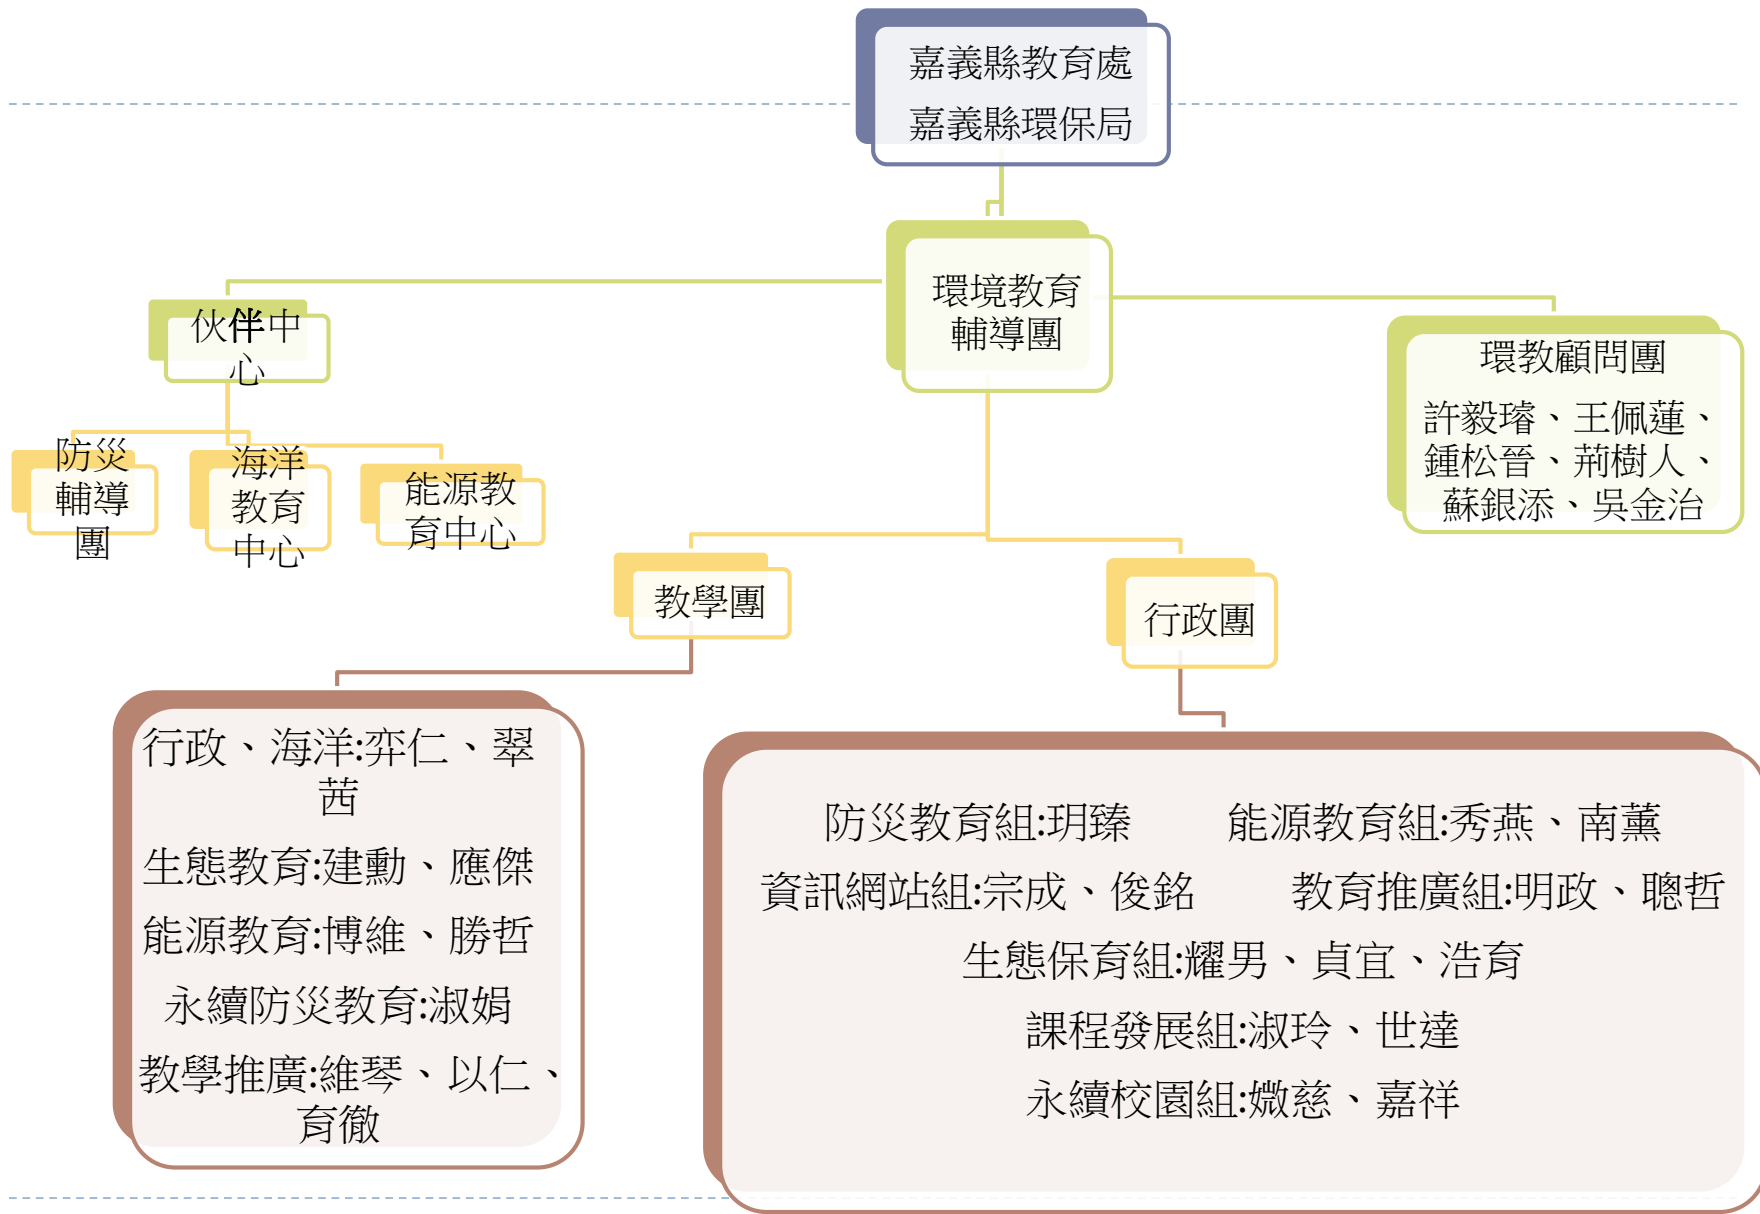 嘉義縣教育處
嘉義縣環保局
環境教育
輔導團
伙伴中
心
環教顧問團
許毅璿、王佩蓮、
鍾松晉、荊樹人、
蘇銀添、吳金治
防災
輔導
團
海洋
教育
中心
能源教
育中心
教學團
行政團
行政、海洋:弈仁、翠
茜
生態教育:建勳、應傑
能源教育:博維、勝哲
永續防災教育:淑娟
教學推廣:維琴、以仁、
育徹
防災教育組:玥臻 能源教育組:秀燕、南薰
資訊網站組:宗成、俊銘 教育推廣組:明政、聰哲
生態保育組:耀男、貞宜、浩育
課程發展組:淑玲、世達
永續校園組:媺慈、嘉祥